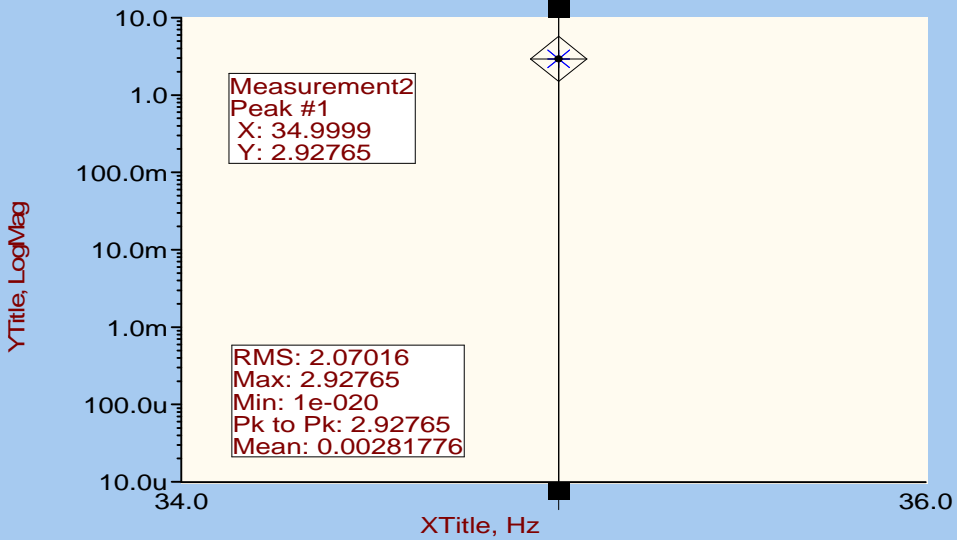 10.0
1.0
100.0m
10.0m
1.0m
100.0u
10.0u
YTitle, LogMag
Measurement2
Peak #1
X: 34.9999
Y: 2.92765
RMS: 2.07016
Max: 2.92765
Min: 1e-020
Pk to Pk: 2.92765
Mean: 0.00281776
34.0
36.0
XTitle, Hz